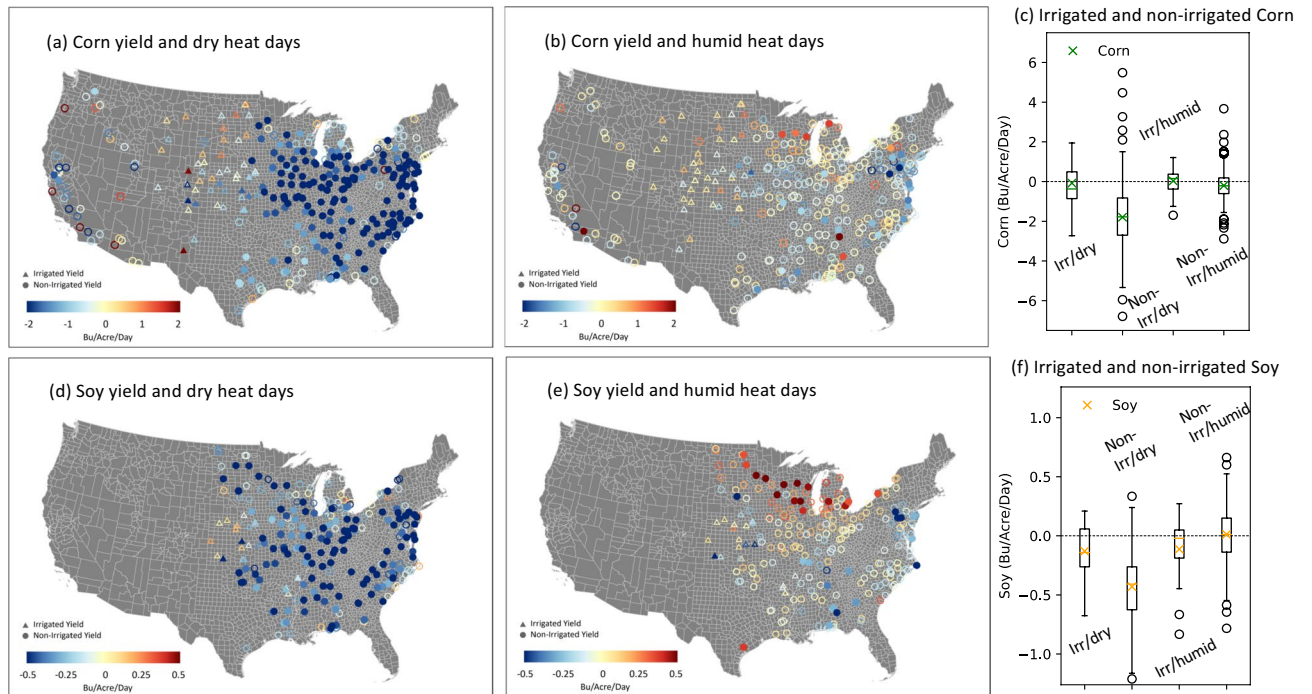 (a) Corn yield and dry heat days
▲ Irrigated Yield
● Non-Irrigated Yield
-2 -1 0 1 2
Bu/Acre/Day
(b) Corn yield and humid heat days
▲ Irrigated Yield
● Non-Irrigated Yield
-2 -1 0 1 2
Bu/Acre/Day
(c) Irrigated and non-irrigated Corn
× Corn
Corn (Bu/Acre/Day)
6
4
2
0
−2
−4
−6
Irr/dry
Non-
Irr/dry
Irr/humid
Non-
Irr/humid
(d) Soy yield and dry heat days
▲ Irrigated Yield
● Non-Irrigated Yield
-0.5 -0.25 0 0.25 0.5
Bu/Acre/Day
(e) Soy yield and humid heat days
▲ Irrigated Yield
● Non-Irrigated Yield
-0.5 -0.25 0 0.25 0.5
Bu/Acre/Day
(f) Irrigated and non-irrigated Soy
× Soy
Soy (Bu/Acre/Day)
1.0
0.5
0.0
−0.5
−1.0
Irr/dry
Non-
Irr/dry
Irr/humid
Non-
Irr/humid